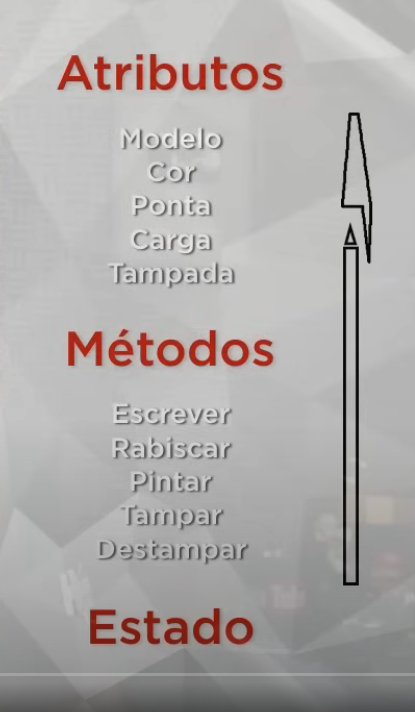 Atributos
Modelo
Cor
Ponta
Carga
Tampada
Métodos
Escrever
Rabiscar
Pintar
Tampar
Destampar
Estado